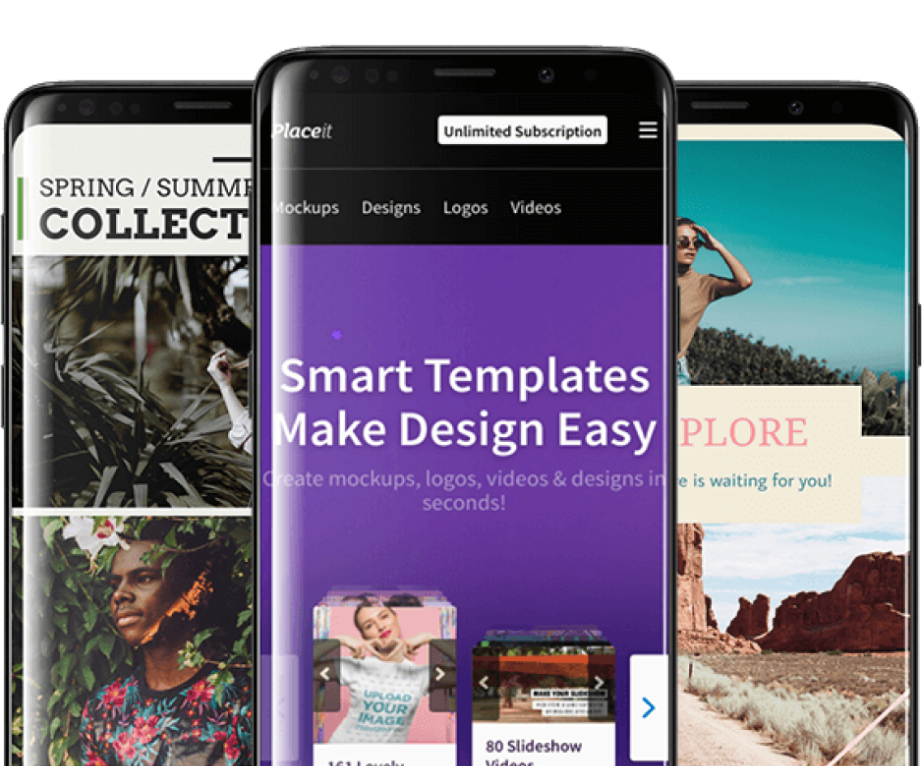 SPRING / SUMME
COLLECT
Placeit
Unlimited Subscription
Mockups
Designs
Logos
Videos
Smart Templates
Make Design Easy
Create mockups, logos, videos & designs in
seconds!
UPLOAD
YOUR
IMAGE
MAKE YOUR SLIDESHOW
161 Lovely
80 Slideshow
Videos
PLORE
e is waiting for you!